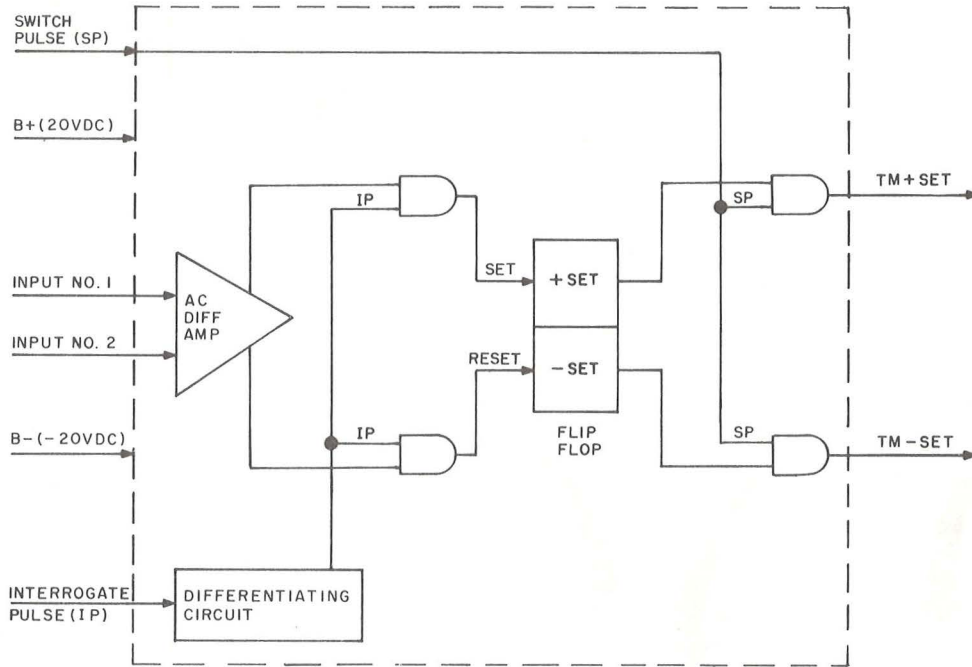 SWITCH
PULSE (SP)
B+(20VDC)
IP
SP
TM+SET
INPUT NO. 1
AC
DIFF
AMP
SET
+SET
INPUT NO. 2
RESET
-SET
B-(-20VDC)
IP
FLIP
FLOP
SP
TM-SET
INTERROGATE
PULSE(IP)
DIFFERENTIATING
CIRCUIT